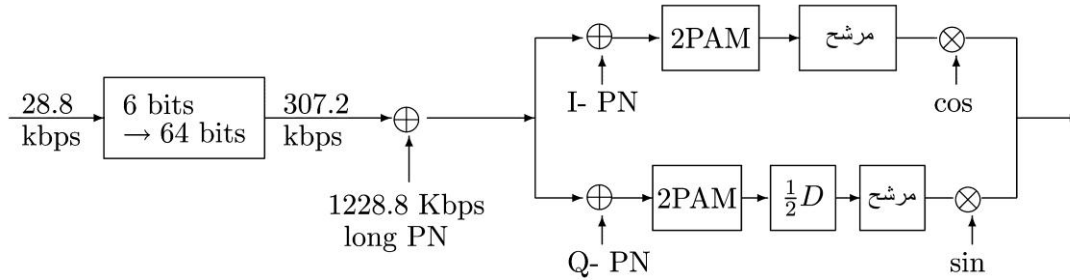 28.8
kbps
6 bits
→ 64 bits
307.2
kbps
1228.8 Kbps
long PN
I- PN
2PAM
مرشح
cos
Q- PN
2PAM
½D
مرشح
sin